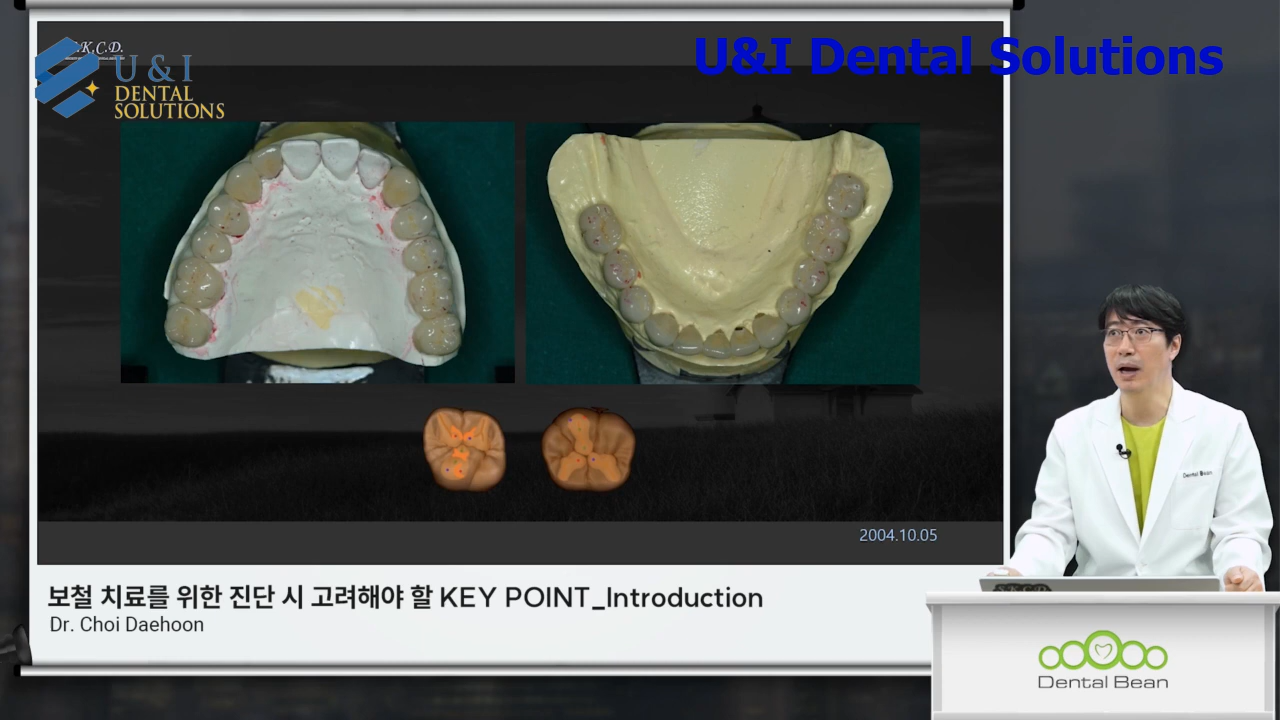 .K.C.D.
U & I
DENTAL
SOLUTIONS
U&I Dental Solutions
2004.10.05
보철 치료를 위한 진단 시 고려해야 할 KEY POINT_Introduction
Dr. Choi Daehoon
Dental Bean
Dental Bean